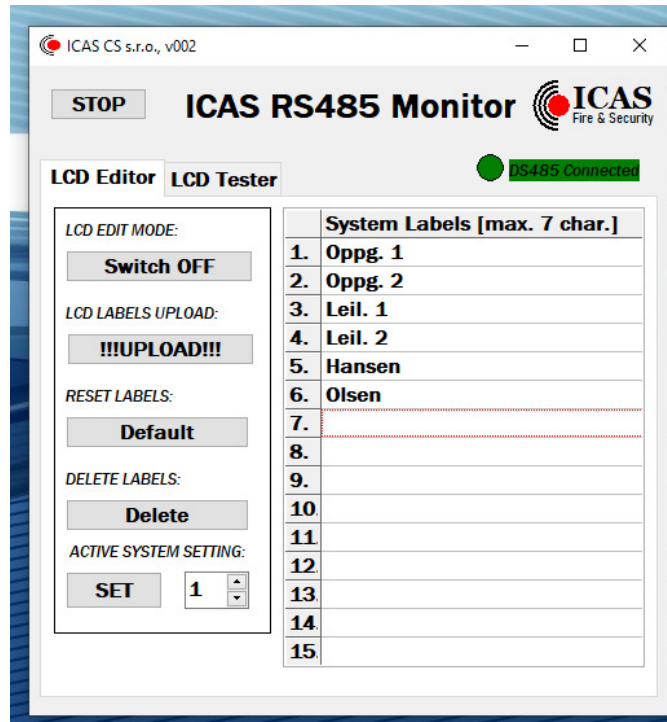 ICAS CS s.r.o., v002
STOP
ICAS RS485 Monitor
ICAS
Fire & Security
DS485 Connected
LCD Editor
LCD Tester
LCD EDIT MODE:
Switch OFF
LCD LABELS UPLOAD:
!!!UPLOAD!!!
RESET LABELS:
Default
DELETE LABELS:
Delete
ACTIVE SYSTEM SETTING:
SET
1
System Labels [max. 7 char.]
1. Oppg. 1
2. Oppg. 2
3. Leil. 1
4. Leil. 2
5. Hansen
6. Olsen
7.
8.
9.
10.
11.
12.
13.
14.
15.